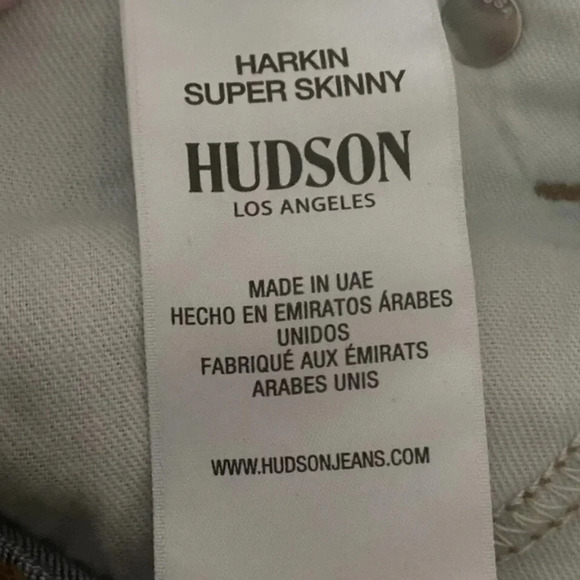 HARKIN
SUPER SKINNY
HUDSON
LOS ANGELES
MADE IN UAE
HECHO EN EMIRATOS ÁRABES
UNIDOS
FABRIQUÉ AUX ÉMIRATS
ARABES UNIS
WWW.HUDSONJEANS.COM